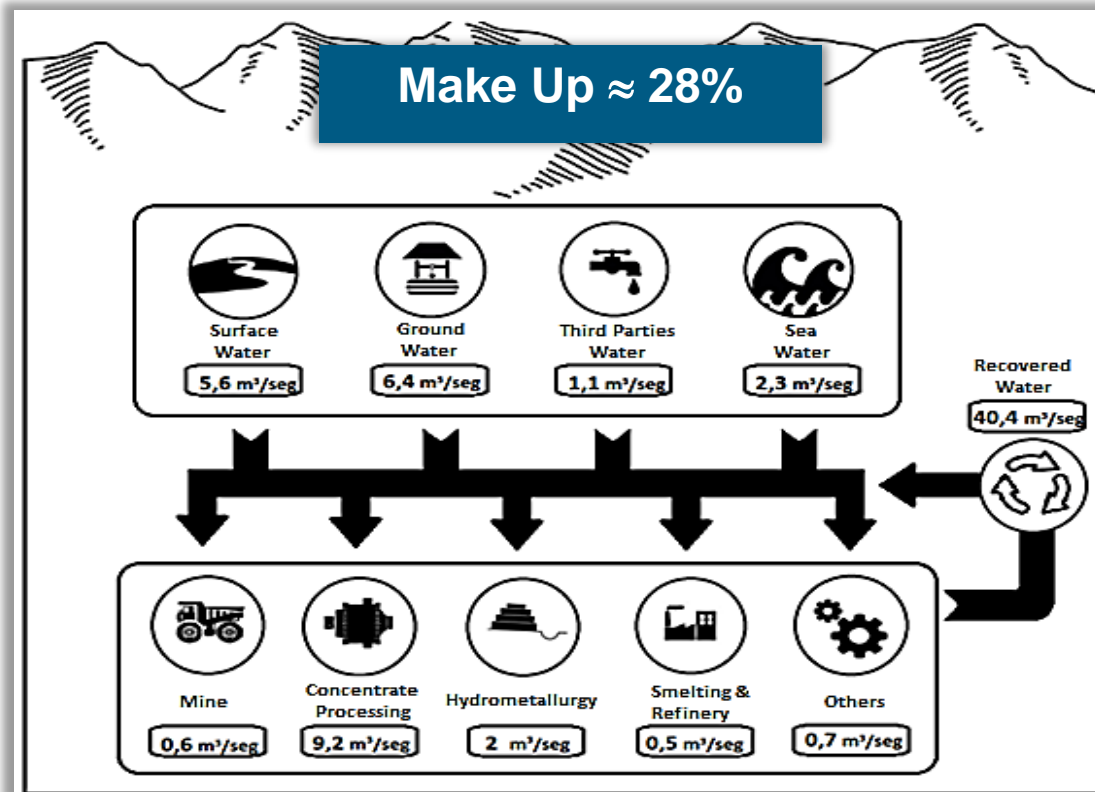 Make Up ≈ 28%
Surface
Water
5,6 m³/seg
Ground
Water
6,4 m³/seg
Third Parties
Water
1,1 m³/seg
Sea
Water
2,3 m³/seg
Recovered
Water
40,4 m³/seg
Mine
0,6 m³/seg
Concentrate
Processing
9,2 m³/seg
Hydrometallurgy
2 m³/seg
Smelting &
Refinery
0,5 m³/seg
Others
0,7 m³/seg